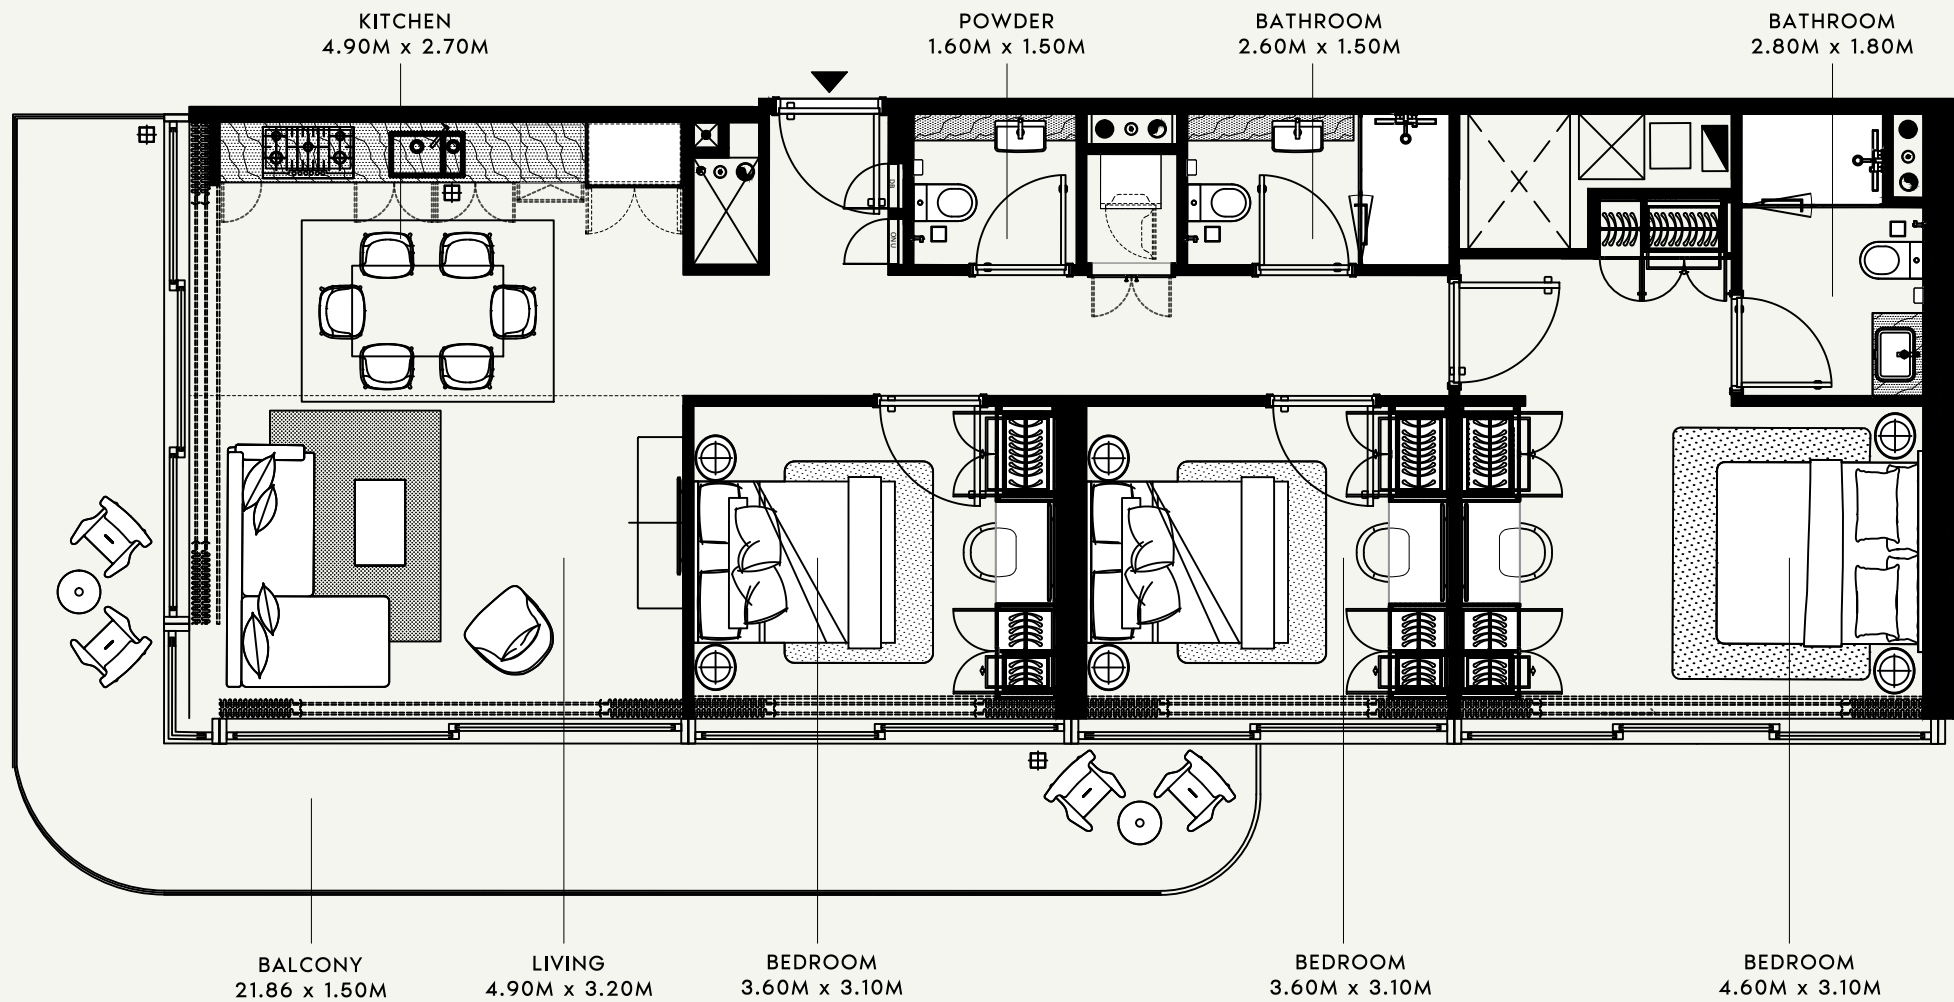 KITCHEN
4.90M x 2.70M
POWDER
1.60M x 1.50M
BATHROOM
2.60M x 1.50M
BATHROOM
2.80M x 1.80M
DB
ONU
BALCONY
21.86 x 1.50M
LIVING
4.90M x 3.20M
BEDROOM
3.60M x 3.10M
BEDROOM
3.60M x 3.10M
BEDROOM
4.60M x 3.10M